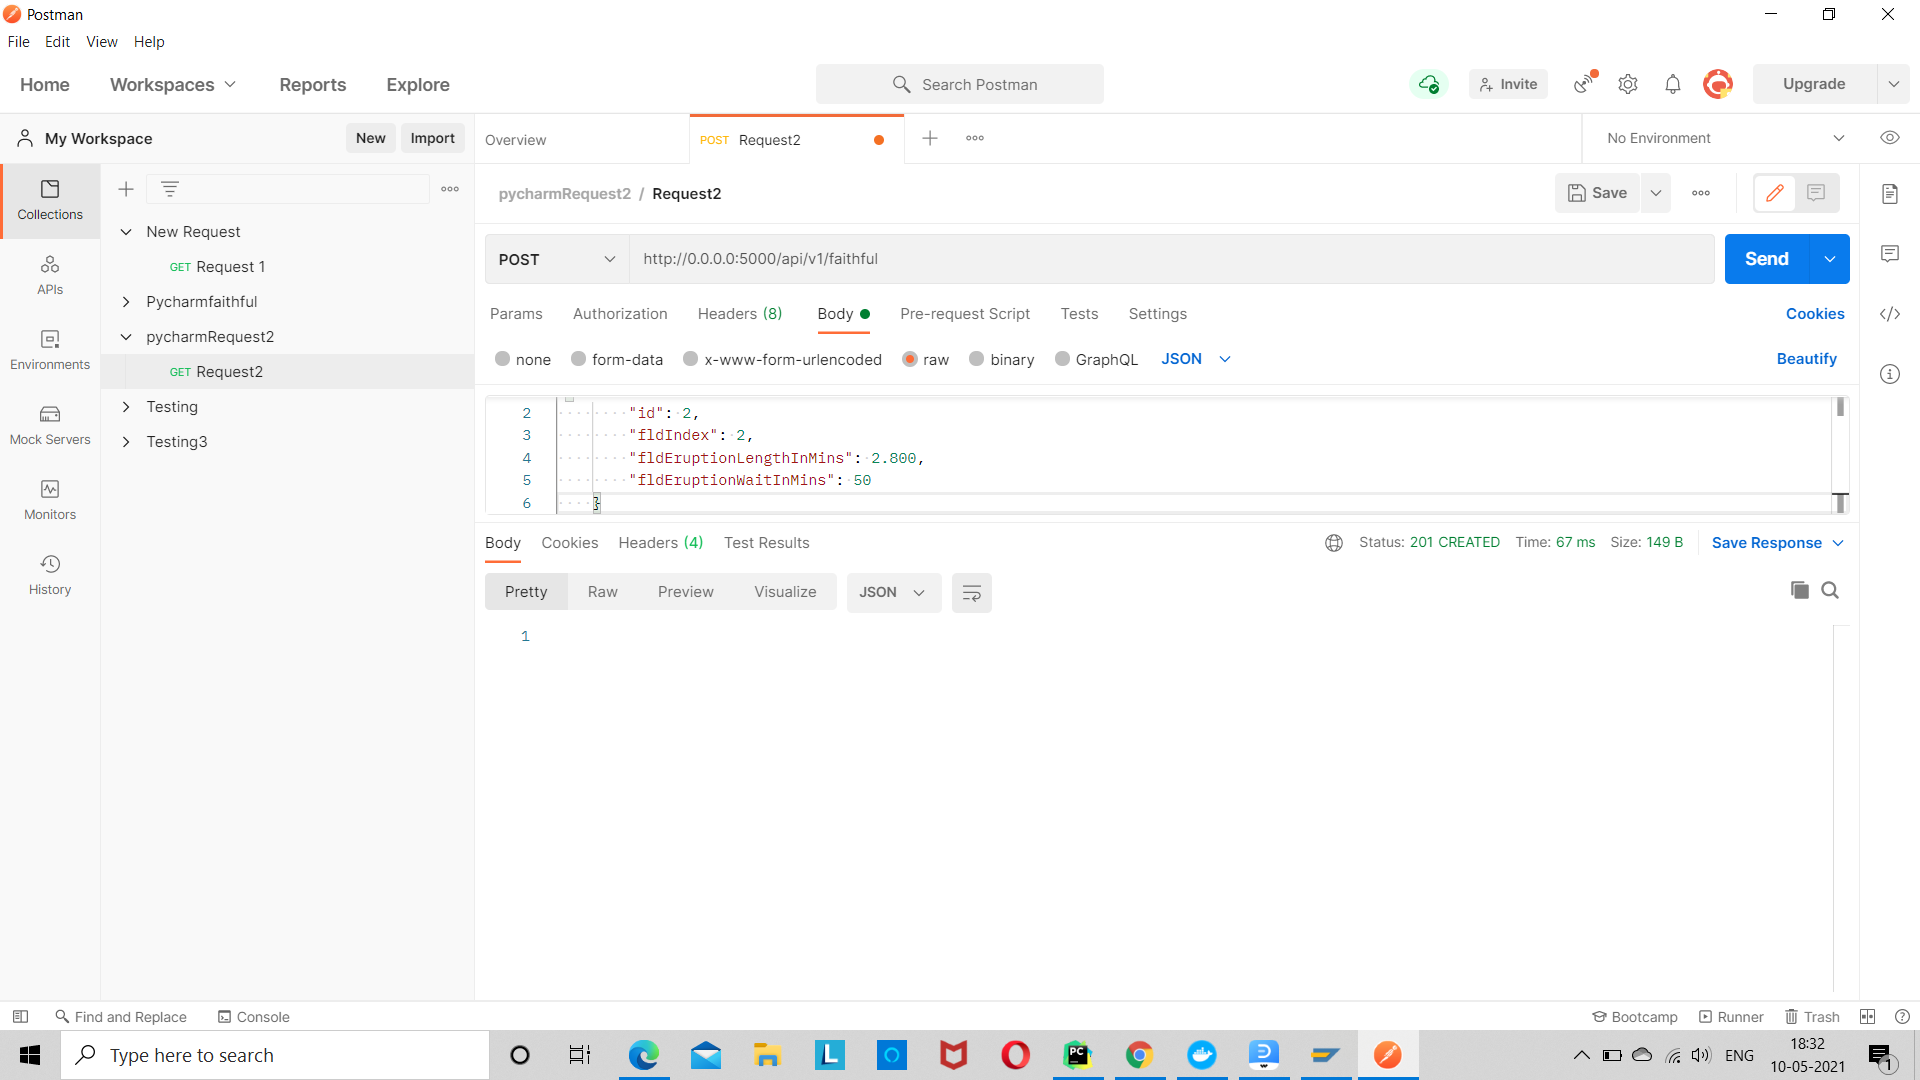 Postman
File Edit View Help
Home Workspaces Reports Explore Search Postman Invite Upgrade
My Workspace New Import Overview POST Request2 No Environment
Collections
APIs
Environments
Mock Servers
Monitors
History
New Request
GET Request 1
Pycharmfaithful
pycharmRequest2
GET Request2
Testing
Testing3
pycharmRequest2 / Request2 Save
POST http://0.0.0.0:5000/api/v1/faithful Send
Params Authorization Headers (8) Body Pre-request Script Tests Settings Cookies
none form-data x-www-form-urlencoded raw binary GraphQL JSON Beautify
2 "id": 2,
3 "fldIndex": 2,
4 "fldEruptionLengthInMins": 2.800,
5 "fldEruptionWaitInMins": 50
6 }
Body Cookies Headers (4) Test Results Status: 201 CREATED Time: 67 ms Size: 149 B Save Response
Pretty Raw Preview Visualize JSON
1
Find and Replace Console Bootcamp Runner Trash
Type here to search L PC ENG 18:32
10-05-2021 1